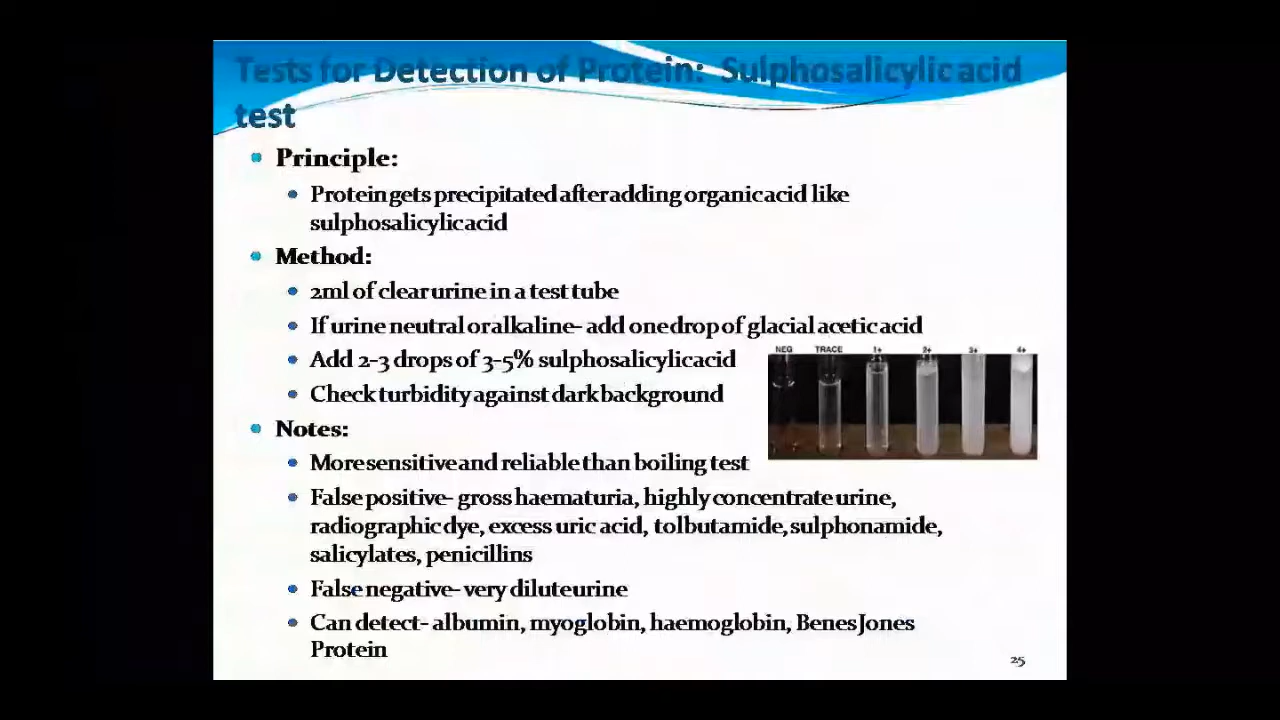 Tests for Detection of Protein: Sulphosalicylic acid
test
Principle:
Protein gets precipitated after adding organic acid like
sulphosalicylic acid
Method:
2ml of clear urine in a test tube
If urine neutral or alkaline- add one drop of glacial acetic acid
Add 2-3 drops of 3-5% sulphosalicylic acid
Check turbidity against dark background
NEG TRACE 1+ 2+ 3+ 4+
Notes:
More sensitive and reliable than boiling test
False positive- gross haematuria, highly concentrate urine,
radiographic dye, excess uric acid, tolbutamide, sulphonamide,
salicylates, penicillins
False negative- very dilute urine
Can detect- albumin, myoglobin, haemoglobin, Benes Jones
Protein
25